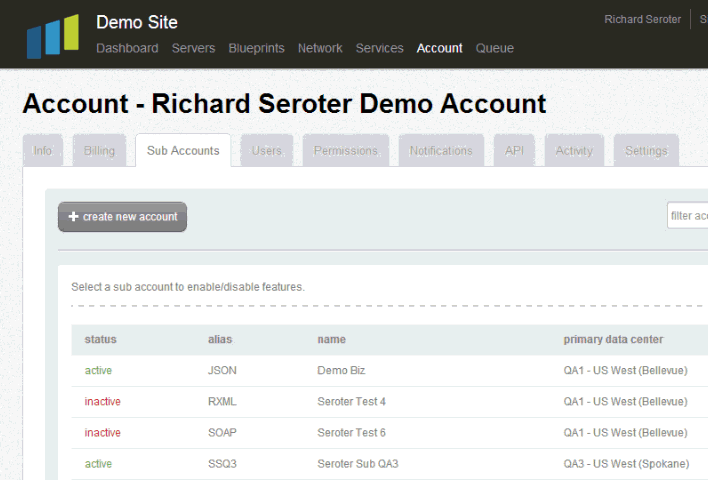 Demo Site
Richard Seroter
Dashboard Servers Blueprints Network Services Account Queue
Account - Richard Seroter Demo Account
Info Billing Sub Accounts Users Permissions Notifications API Activity Settings
+ create new account
filter
Select a sub account to enable/disable features.
status alias name primary data center
active JSON Demo Biz QA1 - US West (Bellevue)
inactive RXML Seroter Test 4 QA1 - US West (Bellevue)
inactive SOAP Seroter Test 6 QA1 - US West (Bellevue)
active SSQ3 Seroter Sub QA3 QA3 - US West (Spokane)